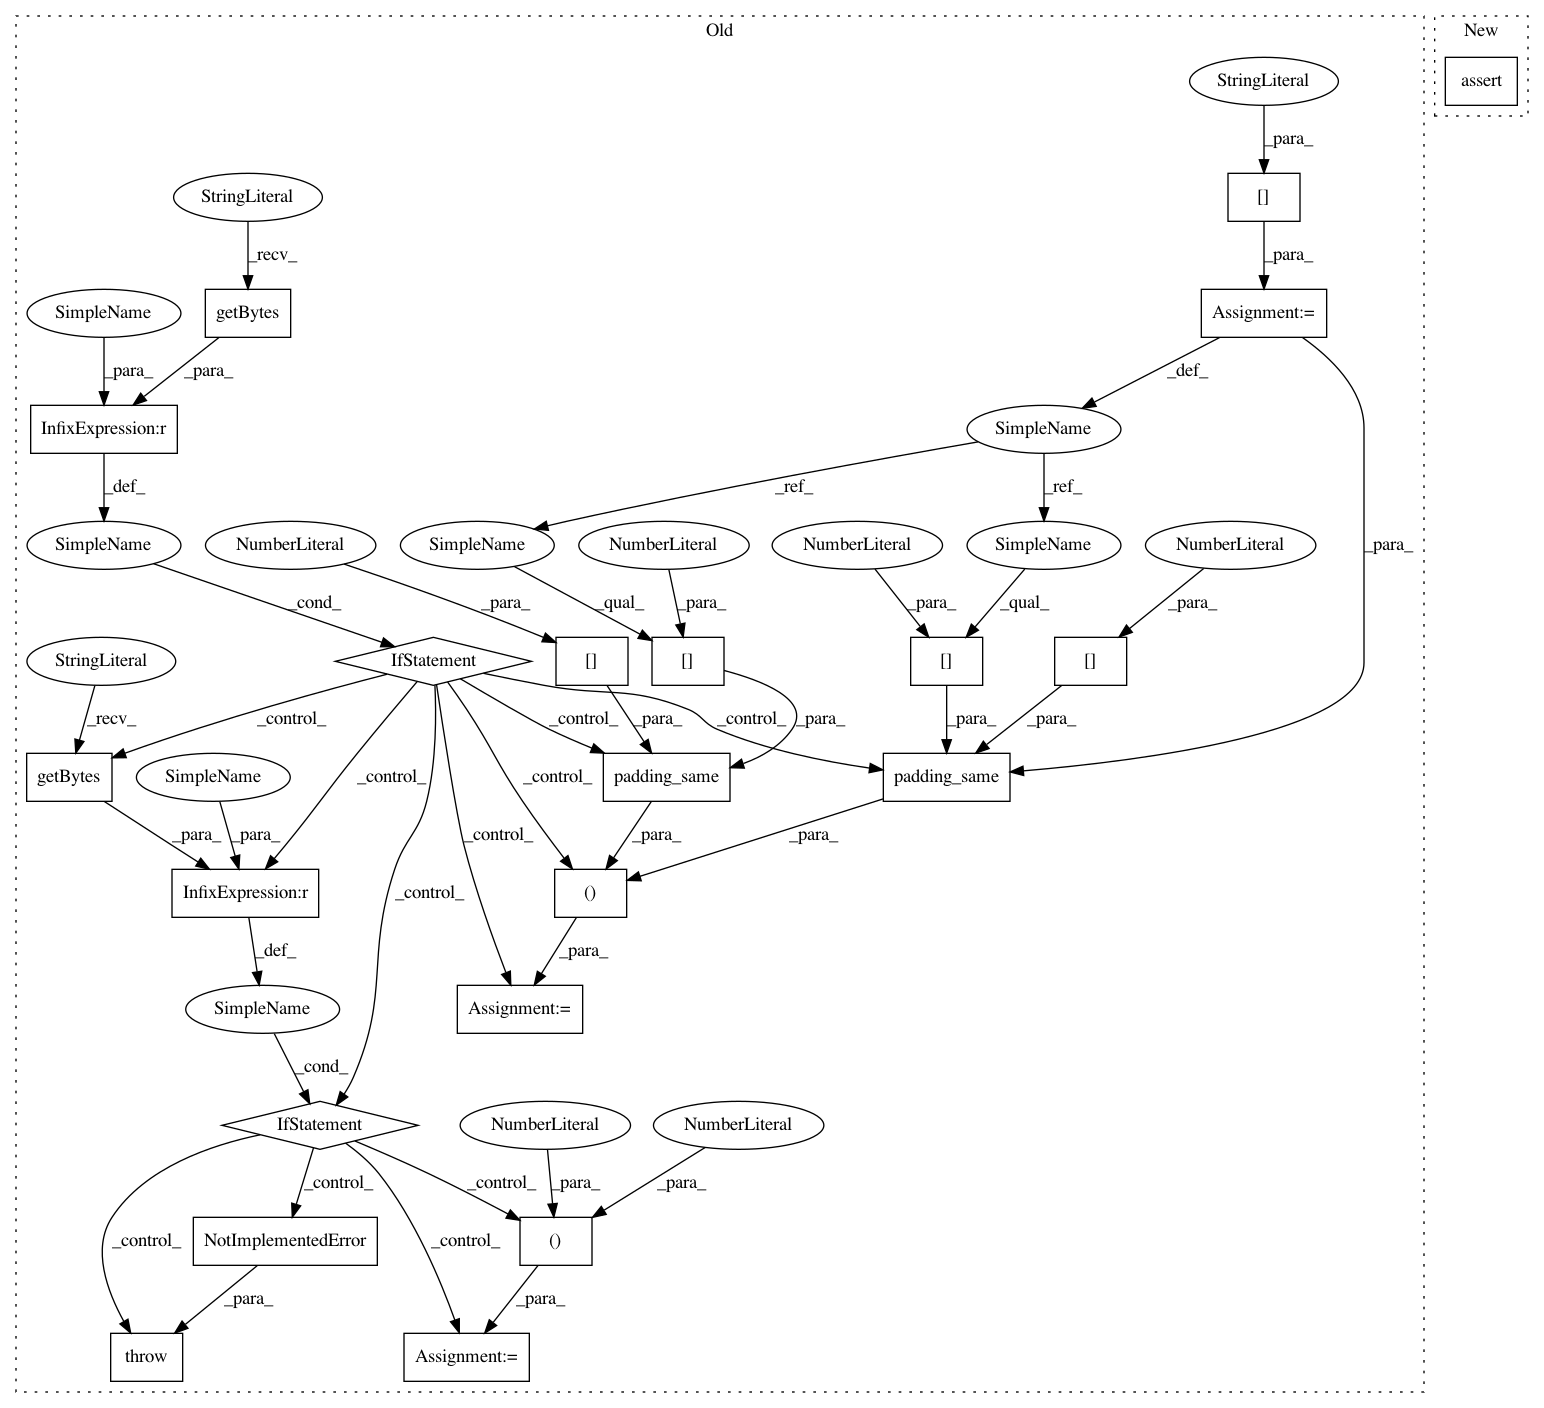 Old
New
StringLiteral
assert
_para_
StringLiteral
[]
_recv_
_para_
SimpleName
getBytes
Assignment:=
_para_
_para_
_def_
InfixExpression:r
SimpleName
_def_
_ref_
_ref_
SimpleName
NumberLiteral
SimpleName
NumberLiteral
NumberLiteral
SimpleName
NumberLiteral
_para_
_cond_
_para_
_qual_
_para_
_para_
_qual_
_para_
StringLiteral
IfStatement
[]
[]
[]
[]
_recv_
_control_
_control_
_para_
_control_
_para_
_para_
_para_
getBytes
SimpleName
_control_
_control_
padding_same
padding_same
_para_
_para_
_control_
_para_
_para_
InfixExpression:r
_control_
()
_def_
_para_
SimpleName
Assignment:=
_cond_
IfStatement
NumberLiteral
NumberLiteral
_control_
_control_
_para_
_para_
_control_
NotImplementedError
_control_
()
_para_
_para_
throw
Assignment:=